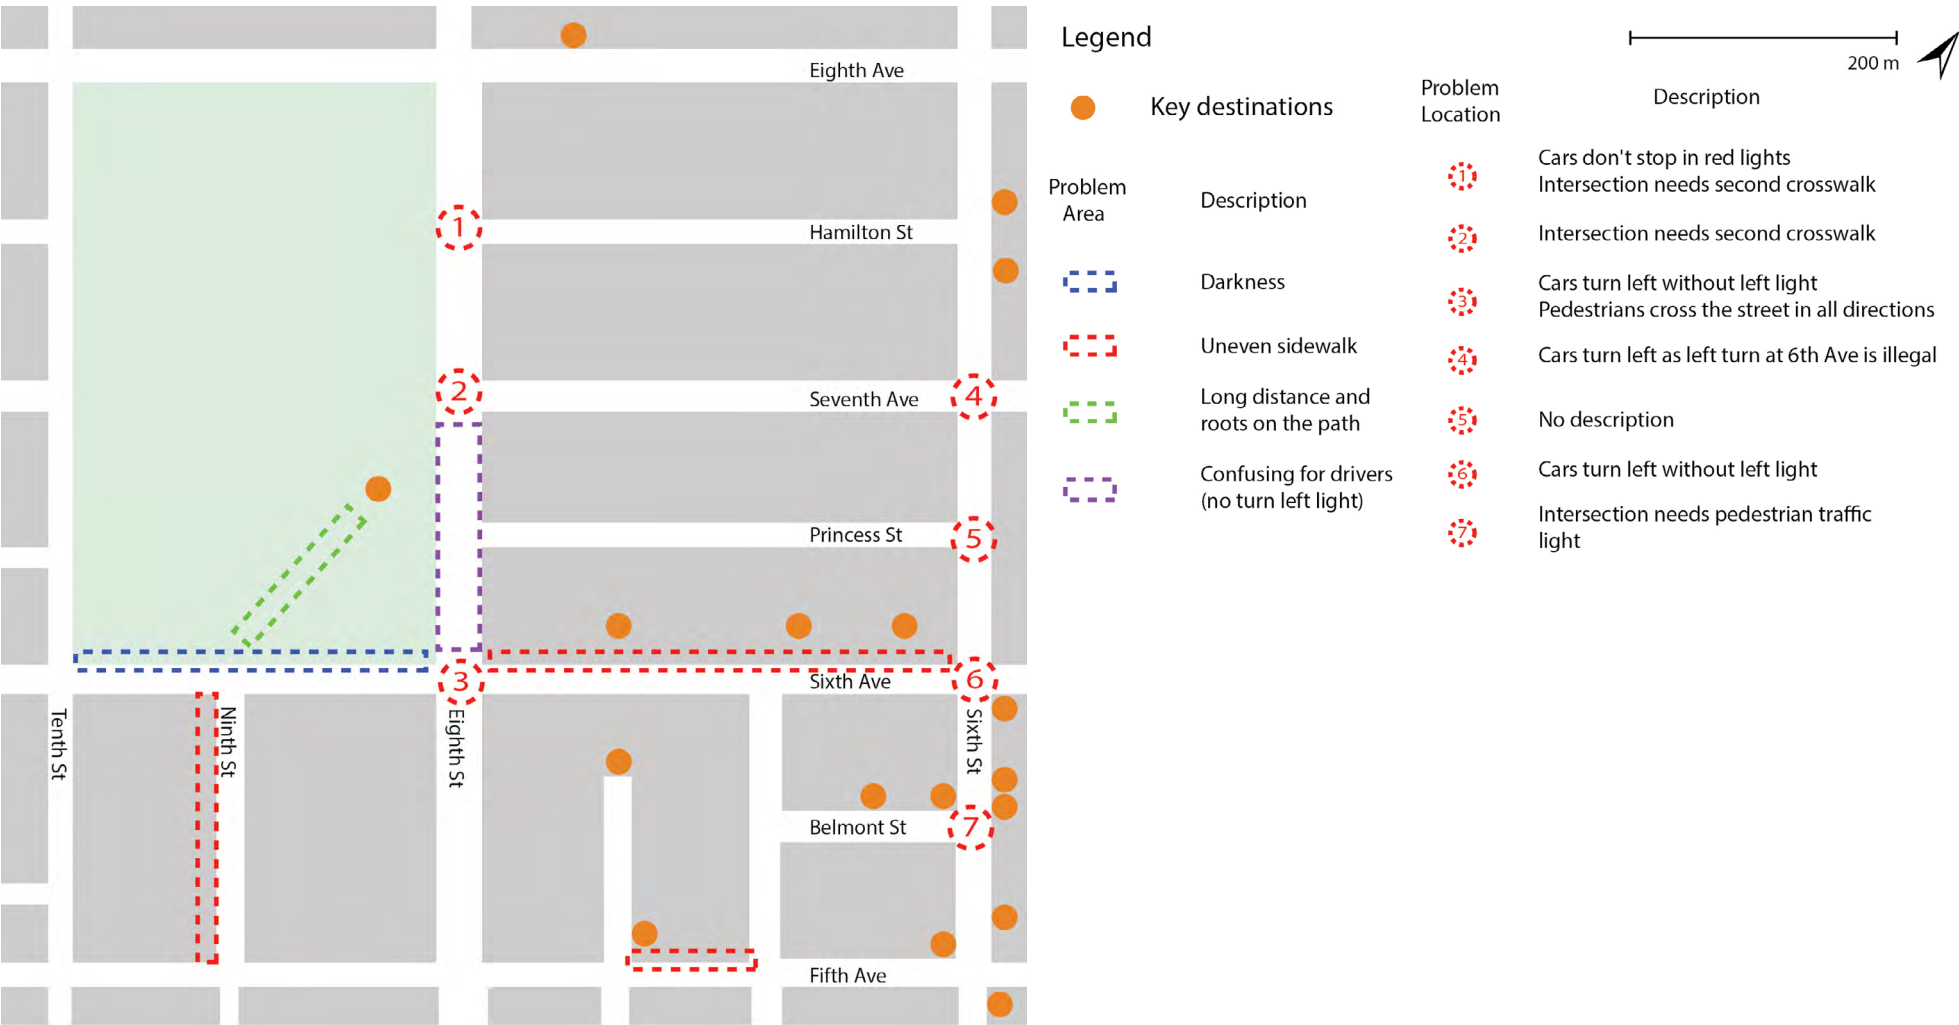 Eighth Ave
1
Hamilton St
2
Seventh Ave
4
Princess St
5
3
Sixth Ave
6
Tenth St
Ninth St
Eighth St
Sixth St
Belmont St
7
Fifth Ave
Legend
200 m
Key destinations
Problem
Area
Description
Darkness
Uneven sidewalk
Long distance and
roots on the path
Confusing for drivers
(no turn left light)
Problem
Location
Description
1
Cars don't stop in red lights
Intersection needs second crosswalk
2
Intersection needs second crosswalk
3
Cars turn left without left light
Pedestrians cross the street in all directions
4
Cars turn left as left turn at 6th Ave is illegal
5
No description
6
Cars turn left without left light
7
Intersection needs pedestrian traffic
light